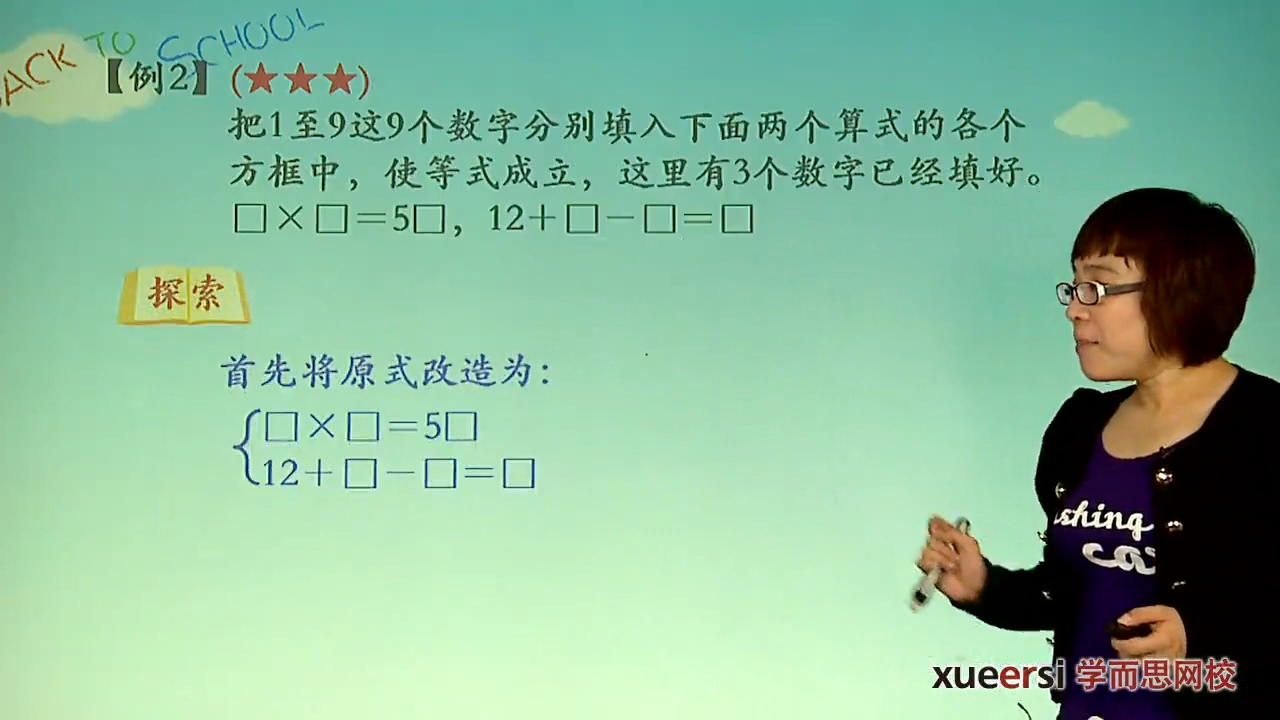 BACK TO SCHOOL
【例2】(★★★)
把1至9这9个数字分别填入下面两个算式的各个
方框中，使等式成立，这里有3个数字已经填好。
□×□=5□，12+□-□=□
探索
首先将原式改造为：
□×□=5□
12+□-□=□
shing
ca
xueersi 学而思网校